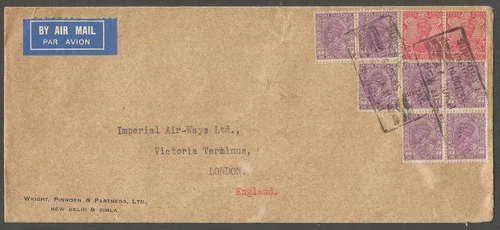 BY AIR MAIL
PAR AVION
Imperial Air-Ways Ltd.,
Victoria Terminus,
LONDON.
England.
WRIGHT, PINHORN & PARTNERS, LTD.,
NEW-DELHI & SIMLA